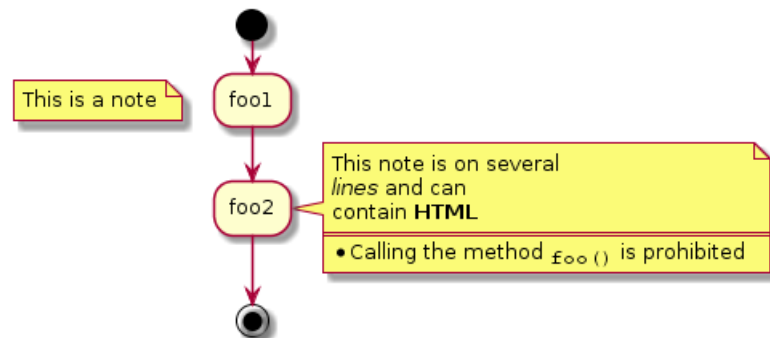 foo1
This is a note
foo2
This note is on several
lines and can
contain HTML
•Calling the method foo() is prohibited